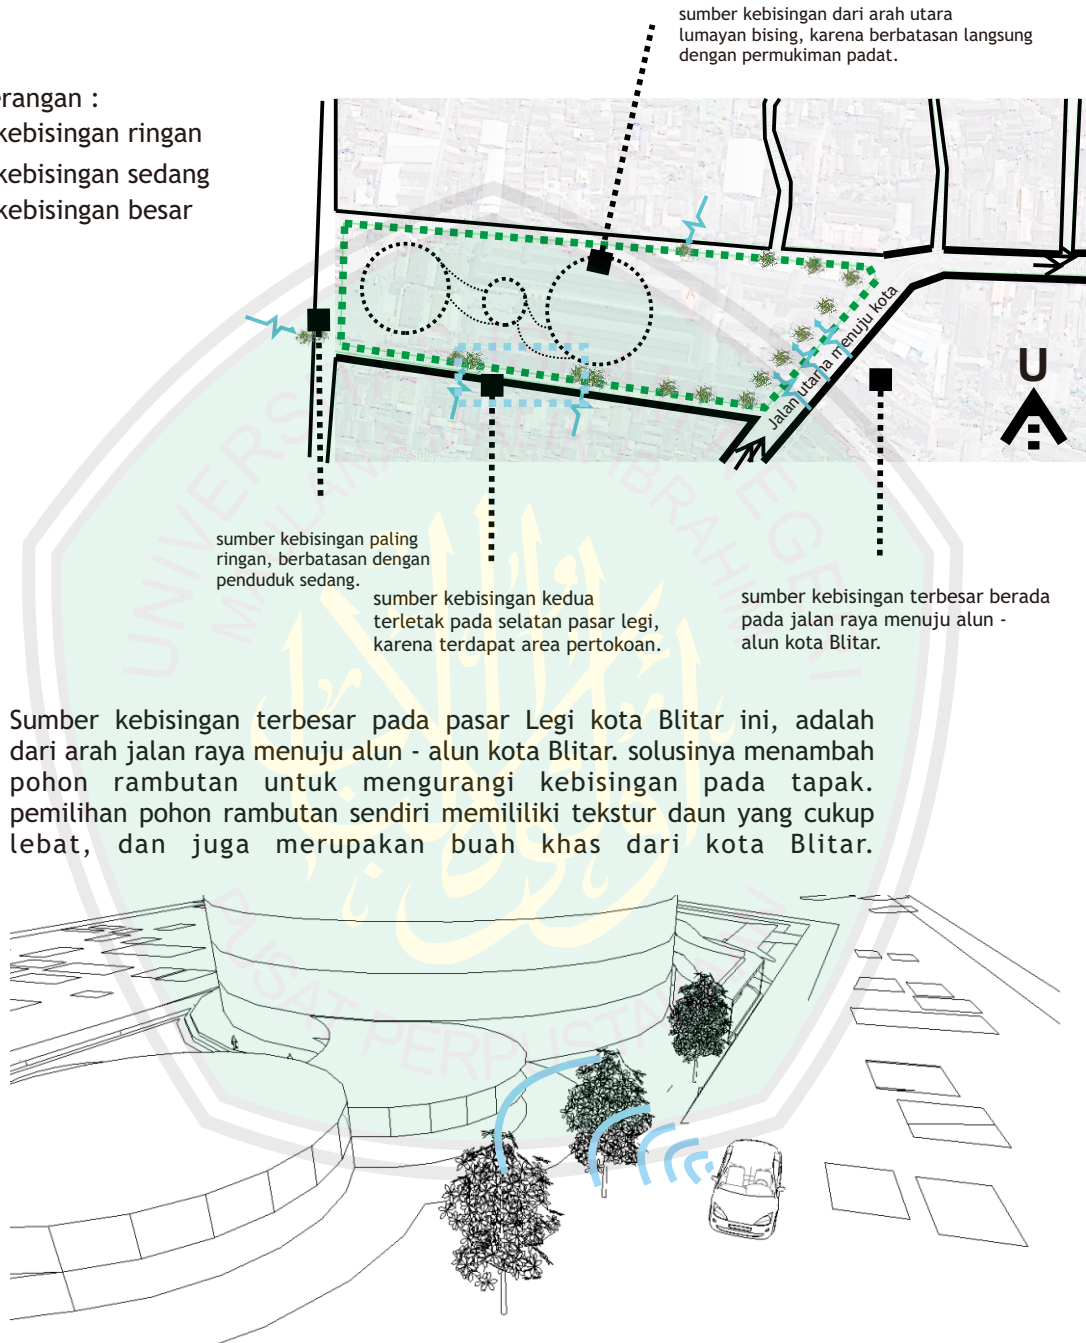 sumber kebisingan dari arah utara
lumayan bising, karena berbatasan langsung
dengan permukiman padat.
erangan :
kebisingan ringan
kebisingan sedang
kebisingan besar
Jalan utama menuju kota
A
U
sumber kebisingan paling
ringan, berbatasan dengan
penduduk sedang.
sumber kebisingan kedua
terletak pada selatan pasar legi,
karena terdapat area pertokoan.
sumber kebisingan terbesar berada
pada jalan raya menuju alun -
alun kota Blitar.
Sumber kebisingan terbesar pada pasar Legi kota Blitar ini, adalah
dari arah jalan raya menuju alun - alun kota Blitar. solusinya menambah
pohon rambutan untuk mengurangi kebisingan pada tapak.
pemilihan pohon rambutan sendiri memililiki tekstur daun yang cukup
lebat, dan juga merupakan buah khas dari kota Blitar.